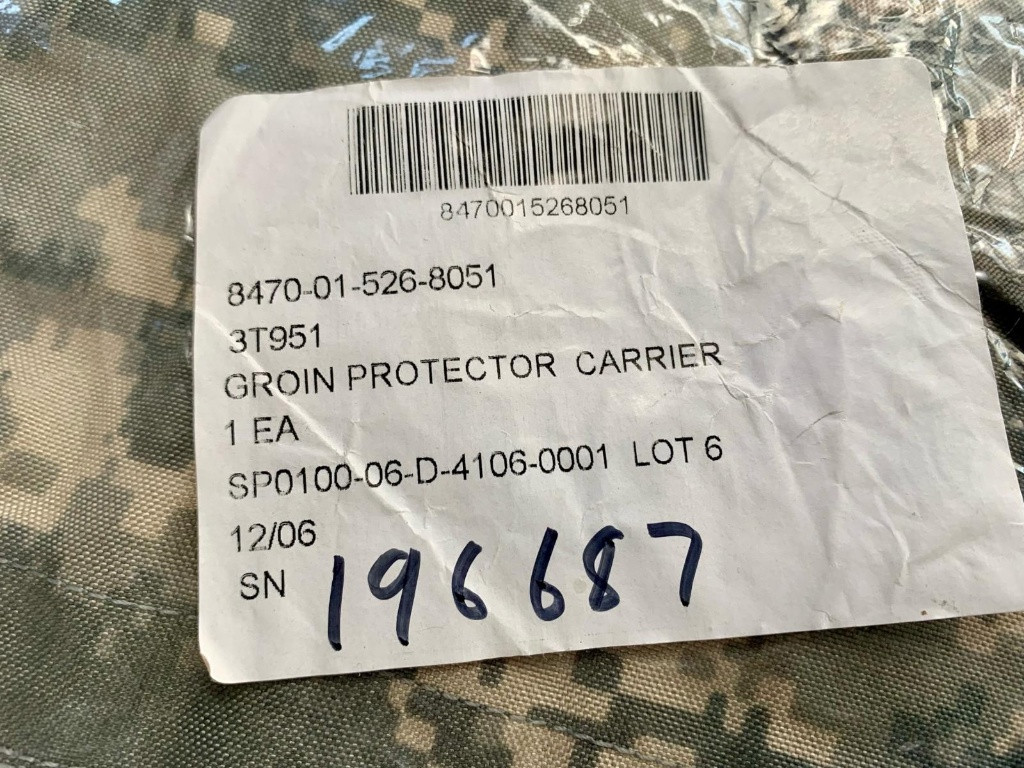 8470015268051
8470-01-526-8051
3T951
GROIN PROTECTOR CARRIER
1 EA
SP0100-06-D-4106-0001 LOT 6
12/06
SN 196687